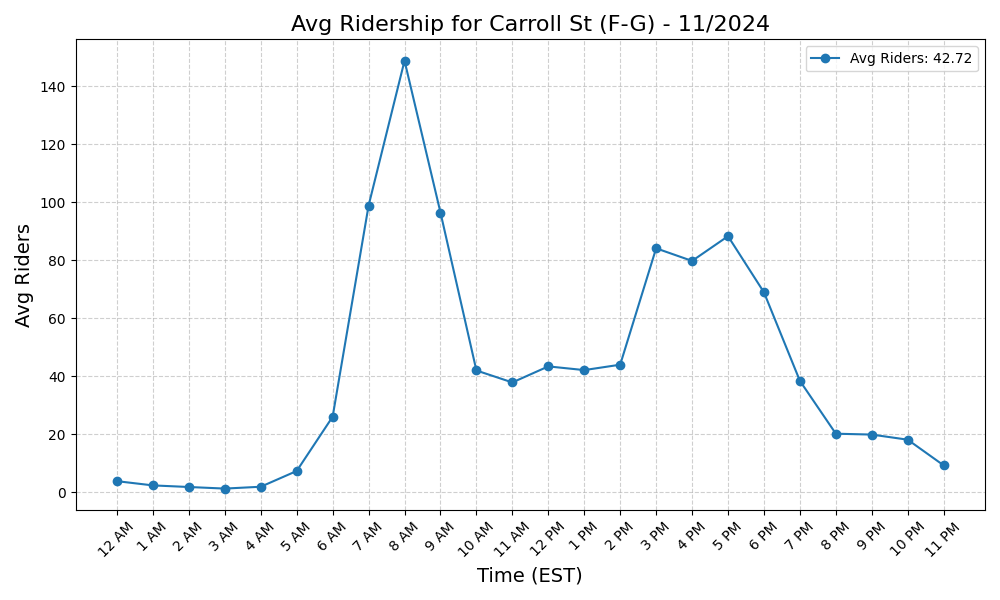 Avg Ridership for Carroll St (F-G) - 11/2024
Avg Riders: 42.72
Avg Riders
140
120
100
80
60
40
20
0
12 AM
1 AM
2 AM
3 AM
4 AM
5 AM
6 AM
7 AM
8 AM
9 AM
10 AM
11 AM
12 PM
1 PM
2 PM
3 PM
4 PM
5 PM
6 PM
7 PM
8 PM
9 PM
10 PM
11 PM
Time (EST)